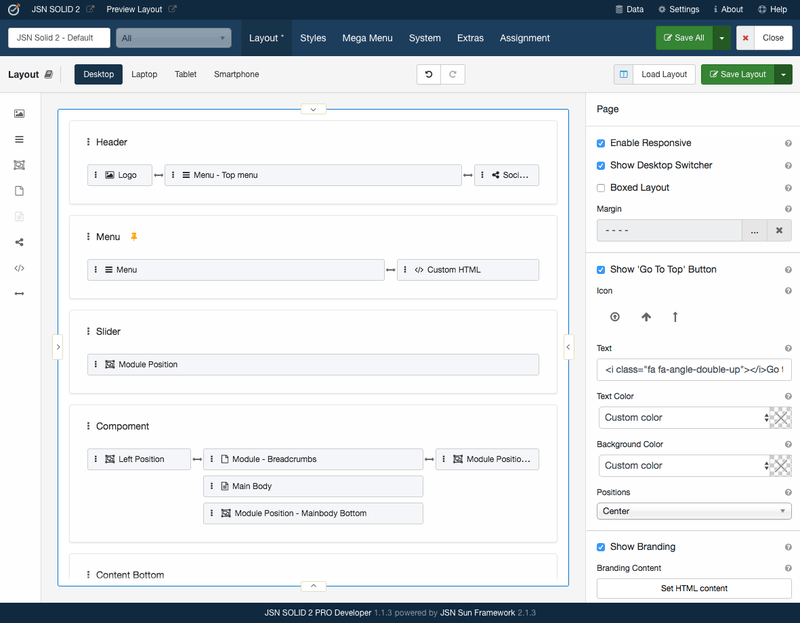 JSN SOLID 2 Preview Layout Data Settings About Help
JSN Solid 2 - Default All Layout * Styles Mega Menu System Extras Assignment Save All Close
Layout Desktop Laptop Tablet Smartphone Load Layout Save Layout
Page
Header
Logo Menu - Top menu Soci...
Menu
Menu Custom HTML
Slider
Module Position
Compoment
Left Position Module - Breadcrumbs Module Positio...
Main Body
Module Position - Mainbody Bottom
Content Bottom
Enable Responsive
Show Desktop Switcher
Boxed Layout
Margin
- - - - ...
Show 'Go To Top' Button
Icon
Text
<i class="fa fa-angle-double-up"></i>Go t
Text Color
Custom color
Background Color
Custom color
Positions
Center
Show Branding
Branding Content
Set HTML content
JSN SOLID 2 PRO Developer 1.1.3 powered by JSN Sun Framework 2.1.3